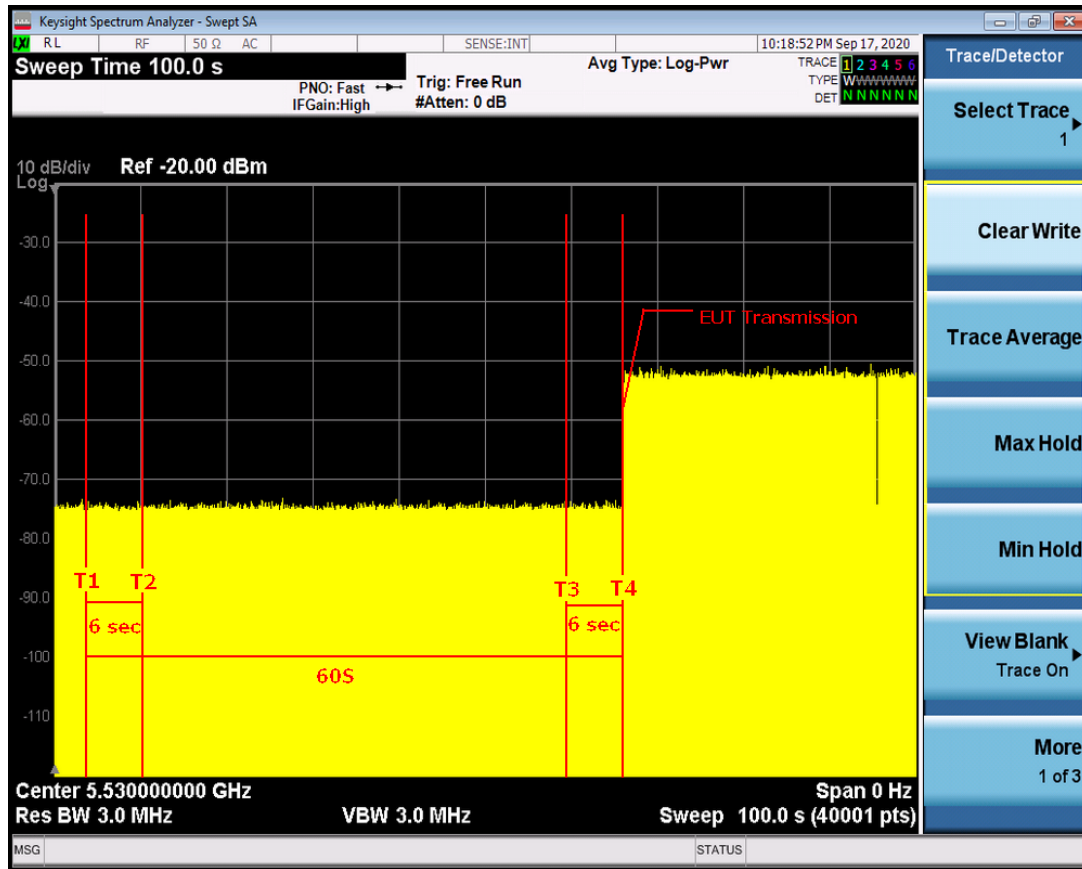 Keysight Spectrum Analyzer - Swept SA
LXI RL RF 50 Ω AC SENSE:INT 10:18:52 PM Sep 17, 2020
Sweep Time 100.0 s
Avg Type: Log-Pwr
TRACE 1 2 3 4 5 6
TYPE WWWWWW
DET N N N N N N
PNO: Fast
IFGain:High
Trig: Free Run
#Atten: 0 dB
10 dB/div Ref -20.00 dBm
Log
-30.0
-40.0
-50.0
-60.0
-70.0
-80.0
-90.0
-100
-110
EUT Transmission
T1 T2 T3 T4
6 sec 6 sec
60S
Center 5.530000000 GHz Span 0 Hz
Res BW 3.0 MHz VBW 3.0 MHz Sweep 100.0 s (40001 pts)
MSG STATUS
Trace/Detector
Select Trace
1
Clear Write
Trace Average
Max Hold
Min Hold
View Blank
Trace On
More
1 of 3